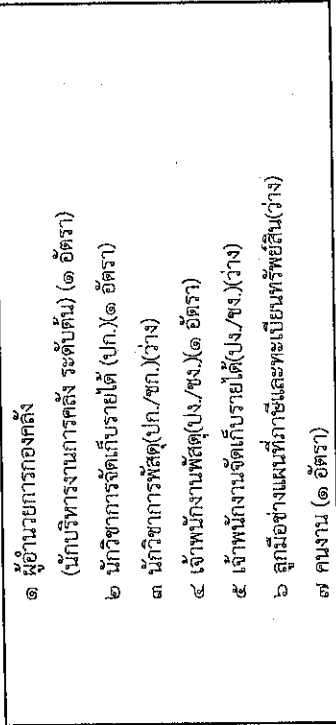 ๑ ผู้อำนวยการกองคลัง
(นักบริหารงานการคลัง ระดับต้น) (๑ อัตรา)
๒ นักวิชาการจัดเก็บรายได้ (ปก.)(๑ อัตรา)
๓ นักวิชาการพัสดุ(ปก./ชก.)(ว่าง)
๔ เจ้าพนักงานพัสดุ(ปง./ชง.)(๑ อัตรา)
๕ เจ้าพนักงานจัดเก็บรายได้(ปง./ชง.)(ว่าง)
๖ ลูกมือช่างแผนที่ภาษีและทะเบียนทรัพย์สิน(ว่าง)
๗ คนงาน (๑ อัตรา)